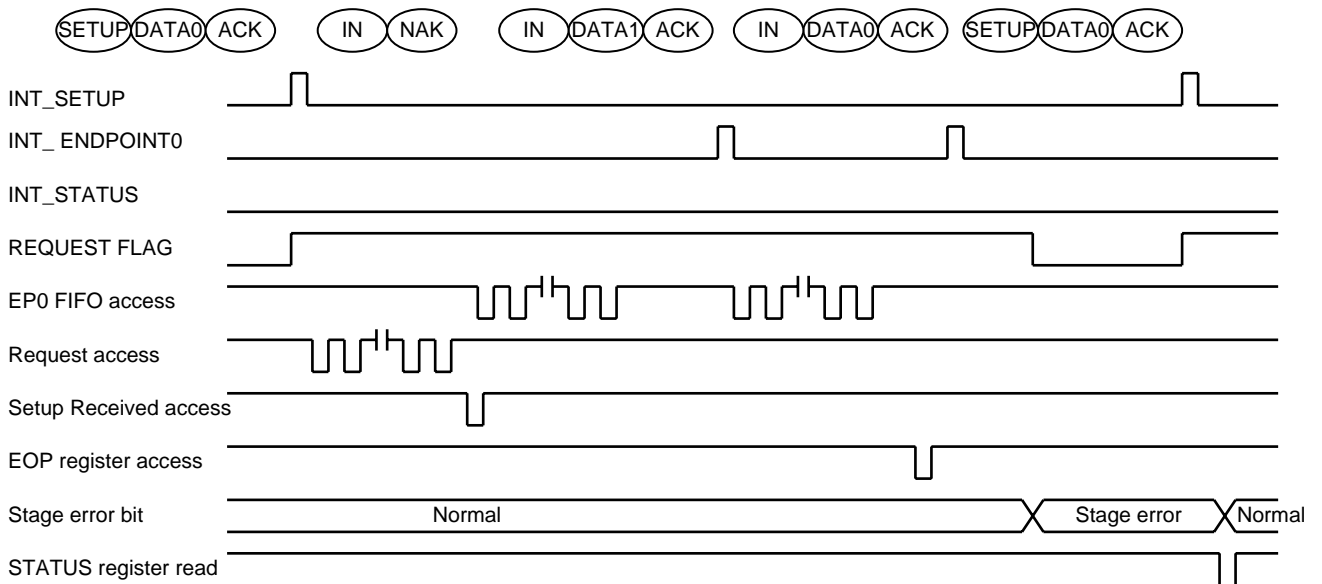 SETUP DATA0 ACK IN NAK IN DATA1 ACK IN DATA0 ACK SETUP DATA0 ACK
INT_SETUP
INT_ ENDPOINT0
INT_STATUS
REQUEST FLAG
EP0 FIFO access
Request access
Setup Received access
EOP register access
Stage error bit Normal Stage error Normal
STATUS register read